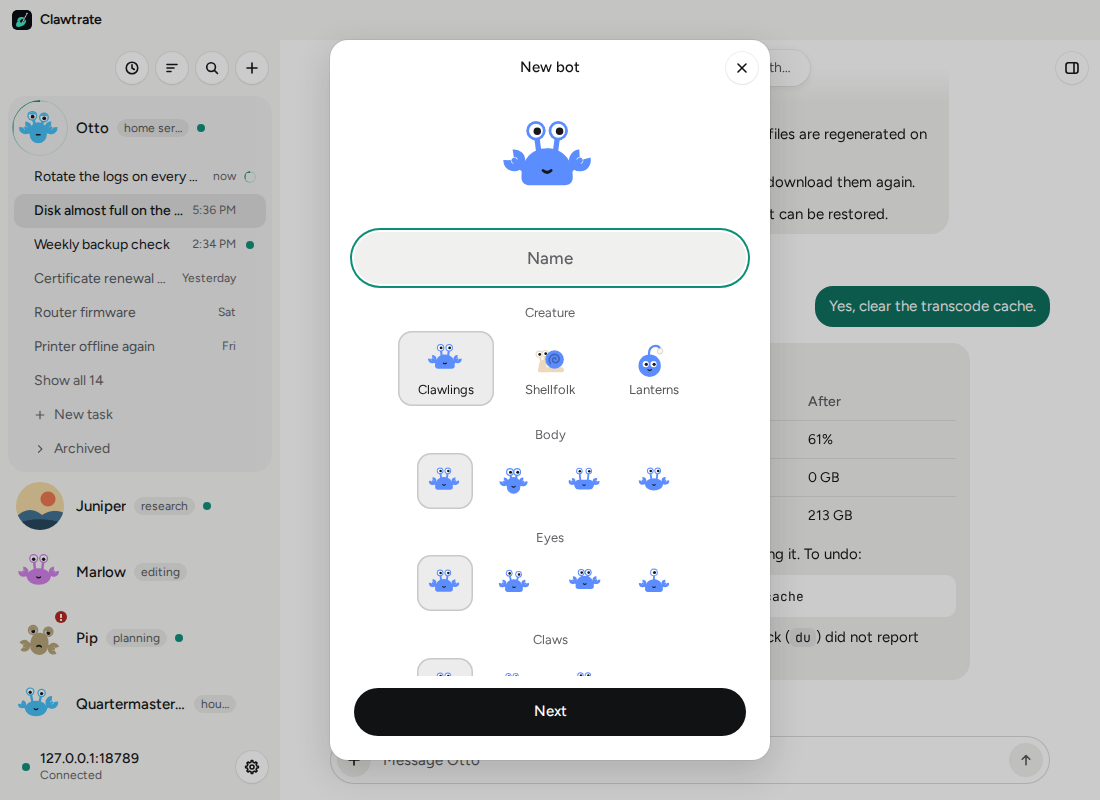 Clawtrate
Otto
home ser...
Rotate the logs on every ...
now
Disk almost full on the ...
5:36 PM
Weekly backup check
2:34 PM
Certificate renewal ...
Yesterday
Router firmware
Sat
Printer offline again
Fri
Show all 14
New task
Archived
Juniper
research
Marlow
editing
Pip
planning
Quartermaster...
hou...
127.0.0.1:18789
Connected
New bot
Name
Creature
Clawlings
Shellfolk
Lanterns
Body
Eyes
Claws
Next
th...
files are regenerated on
download them again.
t can be restored.
Yes, clear the transcode cache.
After
61%
0 GB
213 GB
ng it. To undo:
cache
ck ( du ) did not report
Message Otto